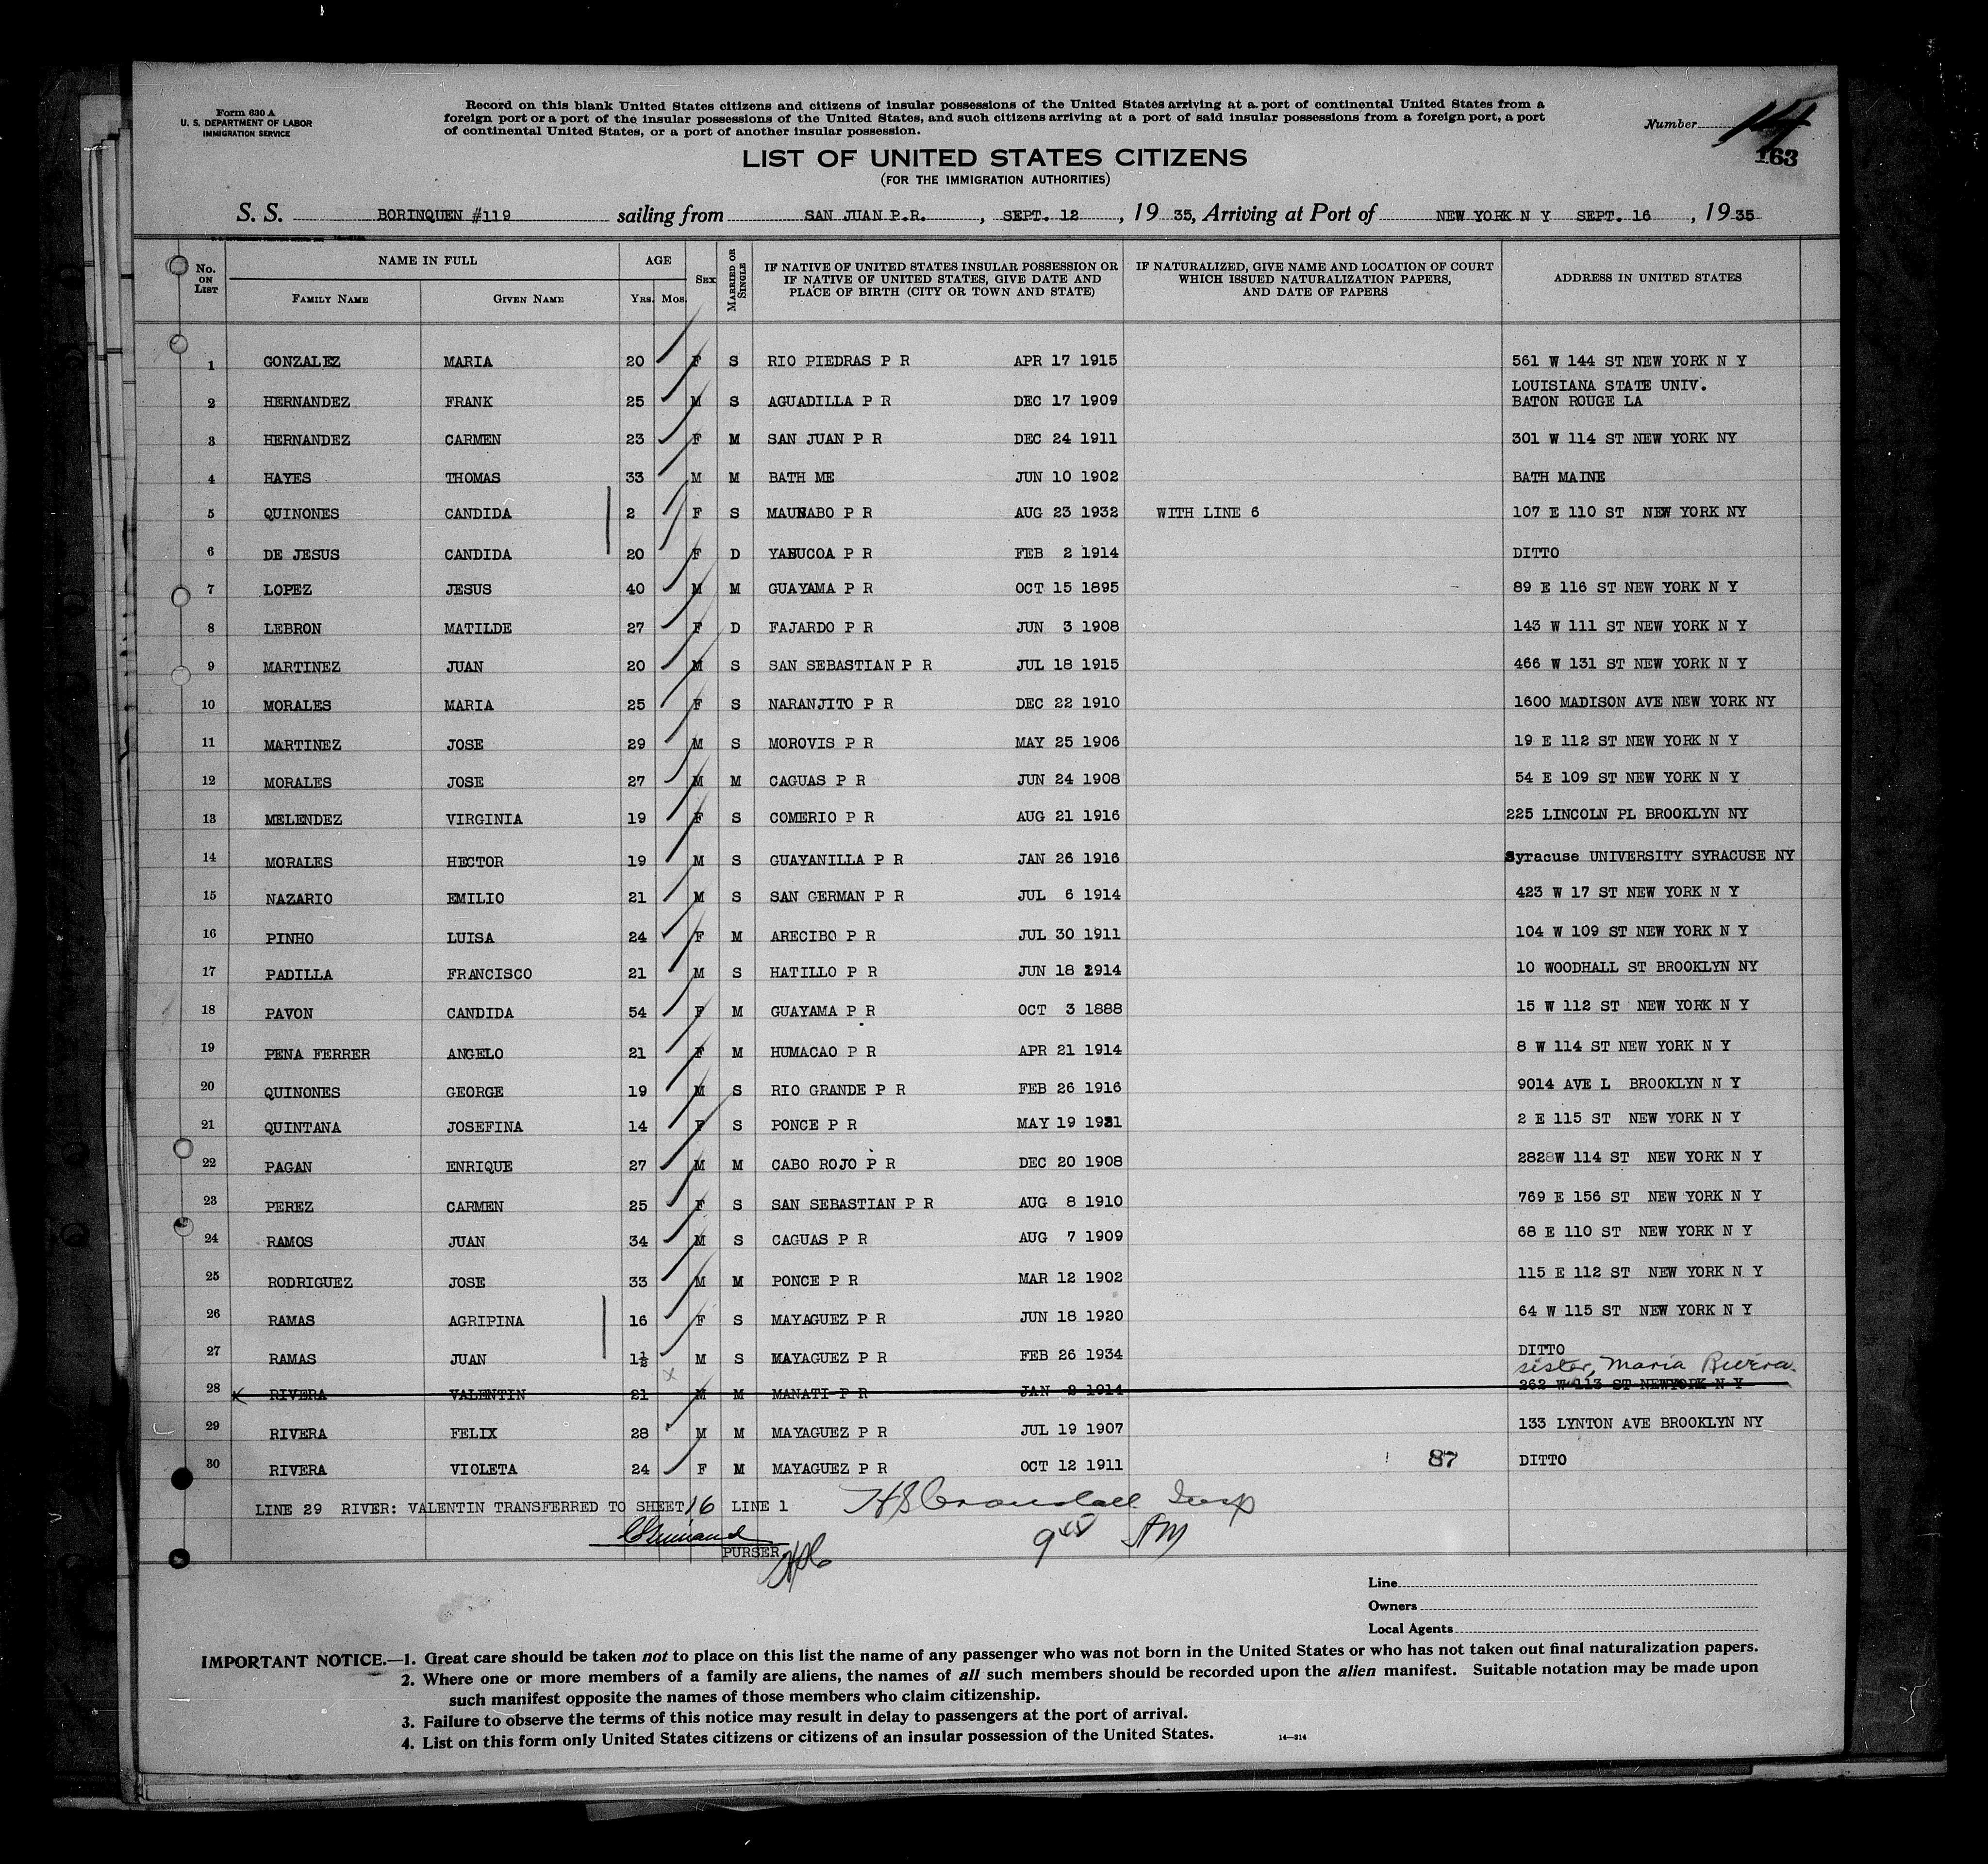 Form 630 A
U. S. DEPARTMENT OF LABOR
IMMIGRATION SERVICE
Record on this blank United States citizens and citizens of insular possessions of the United States arriving at a port of continental United States from a
foreign port or a port of the insular possessions of the United States, and such citizens arriving at a port of said insular possessions from a foreign port, a port
of continental United States, or a port of another insular possession.
Number 14
163
LIST OF UNITED STATES CITIZENS
(FOR THE IMMIGRATION AUTHORITIES)
S. S. BORINQUEN #119 sailing from SAN JUAN P.R. , SEPT. 12 , 19 35, Arriving at Port of NEW YORK N Y SEPT. 16 , 19 35
No. ON LIST
NAME IN FULL
FAMILY NAME GIVEN NAME
AGE
YRS. MOS.
SEX
MARRIED OR SINGLE
IF NATIVE OF UNITED STATES INSULAR POSSESSION OR
IF NATIVE OF UNITED STATES, GIVE DATE AND
PLACE OF BIRTH (CITY OR TOWN AND STATE)
IF NATURALIZED, GIVE NAME AND LOCATION OF COURT
WHICH ISSUED NATURALIZATION PAPERS,
AND DATE OF PAPERS
ADDRESS IN UNITED STATES
1 GONZALEZ MARIA 20 F S RIO PIEDRAS P R APR 17 1915 561 W 144 ST NEW YORK N Y
LOUISIANA STATE UNIV.
2 HERNANDEZ FRANK 25 M S AGUADILLA P R DEC 17 1909 BATON ROUGE LA
3 HERNANDEZ CARMEN 23 F M SAN JUAN P R DEC 24 1911 301 W 114 ST NEW YORK NY
4 HAYES THOMAS 33 M M BATH ME JUN 10 1902 BATH MAINE
5 QUINONES CANDIDA 2 F S MAUNABO P R AUG 23 1932 WITH LINE 6 107 E 110 ST NEW YORK NY
6 DE JESUS CANDIDA 20 F D YABUCOA P R FEB 2 1914 DITTO
7 LOPEZ JESUS 40 M M GUAYAMA P R OCT 15 1895 89 E 116 ST NEW YORK N Y
8 LEBRON MATILDE 27 F D FAJARDO P R JUN 3 1908 143 W 111 ST NEW YORK N Y
9 MARTINEZ JUAN 20 M S SAN SEBASTIAN P R JUL 18 1915 466 W 131 ST NEW YORK N Y
10 MORALES MARIA 25 F S NARANJITO P R DEC 22 1910 1600 MADISON AVE NEW YORK NY
11 MARTINEZ JOSE 29 M S MOROVIS P R MAY 25 1906 19 E 112 ST NEW YORK N Y
12 MORALES JOSE 27 M M CAGUAS P R JUN 24 1908 54 E 109 ST NEW YORK N Y
13 MELENDEZ VIRGINIA 19 F S COMERIO P R AUG 21 1916 225 LINCOLN PL BROOKLYN NY
14 MORALES HECTOR 19 M S GUAYANILLA P R JAN 26 1916 Syracuse UNIVERSITY SYRACUSE NY
15 NAZARIO EMILIO 21 M S SAN GERMAN P R JUL 6 1914 423 W 17 ST NEW YORK N Y
16 PINHO LUISA 24 F M ARECIBO P R JUL 30 1911 104 W 109 ST NEW YORK N Y
17 PADILLA FRANCISCO 21 M S HATILLO P R JUN 18 1914 10 WOODHALL ST BROOKLYN NY
18 PAVON CANDIDA 54 F M GUAYAMA P R OCT 3 1888 15 W 112 ST NEW YORK N Y
19 PENA FERRER ANGELO 21 F M HUMACAO P R APR 21 1914 8 W 114 ST NEW YORK N Y
20 QUINONES GEORGE 19 M S RIO GRANDE P R FEB 26 1916 9014 AVE L BROOKLYN N Y
21 QUINTANA JOSEFINA 14 F S PONCE P R MAY 19 1921 2 E 115 ST NEW YORK N Y
22 PAGAN ENRIQUE 27 M M CABO ROJO P R DEC 20 1908 2828W 114 ST NEW YORK N Y
23 PEREZ CARMEN 25 F S SAN SEBASTIAN P R AUG 8 1910 769 E 156 ST NEW YORK N Y
24 RAMOS JUAN 34 M S CAGUAS P R AUG 7 1909 68 E 110 ST NEW YORK N Y
25 RODRIGUEZ JOSE 33 M M PONCE P R MAR 12 1902 115 E 112 ST NEW YORK N Y
26 RAMAS AGRIPINA 16 F S MAYAGUEZ P R JUN 18 1920 64 W 115 ST NEW YORK N Y
27 RAMAS JUAN 1½ M S MAYAGUEZ P R FEB 26 1934 DITTO
sister, Maria Rivera.
28 x RIVERA VALENTIN 21 M M MANATI P R JAN 2 1914 262 W 113 ST NEWYORK N Y
29 RIVERA FELIX 28 M M MAYAGUEZ P R JUL 19 1907 133 LYNTON AVE BROOKLYN NY
30 RIVERA VIOLETA 24 F M MAYAGUEZ P R OCT 12 1911 87 DITTO
LINE 29 RIVER: VALENTIN TRANSFERRED TO SHEET 16 LINE 1
PURSER
9 45 AM
Line
Owners
Local Agents
IMPORTANT NOTICE.—1. Great care should be taken not to place on this list the name of any passenger who was not born in the United States or who has not taken out final naturalization papers.
2. Where one or more members of a family are aliens, the names of all such members should be recorded upon the alien manifest. Suitable notation may be made upon
such manifest opposite the names of those members who claim citizenship.
3. Failure to observe the terms of this notice may result in delay to passengers at the port of arrival.
4. List on this form only United States citizens or citizens of an insular possession of the United States.
14—214